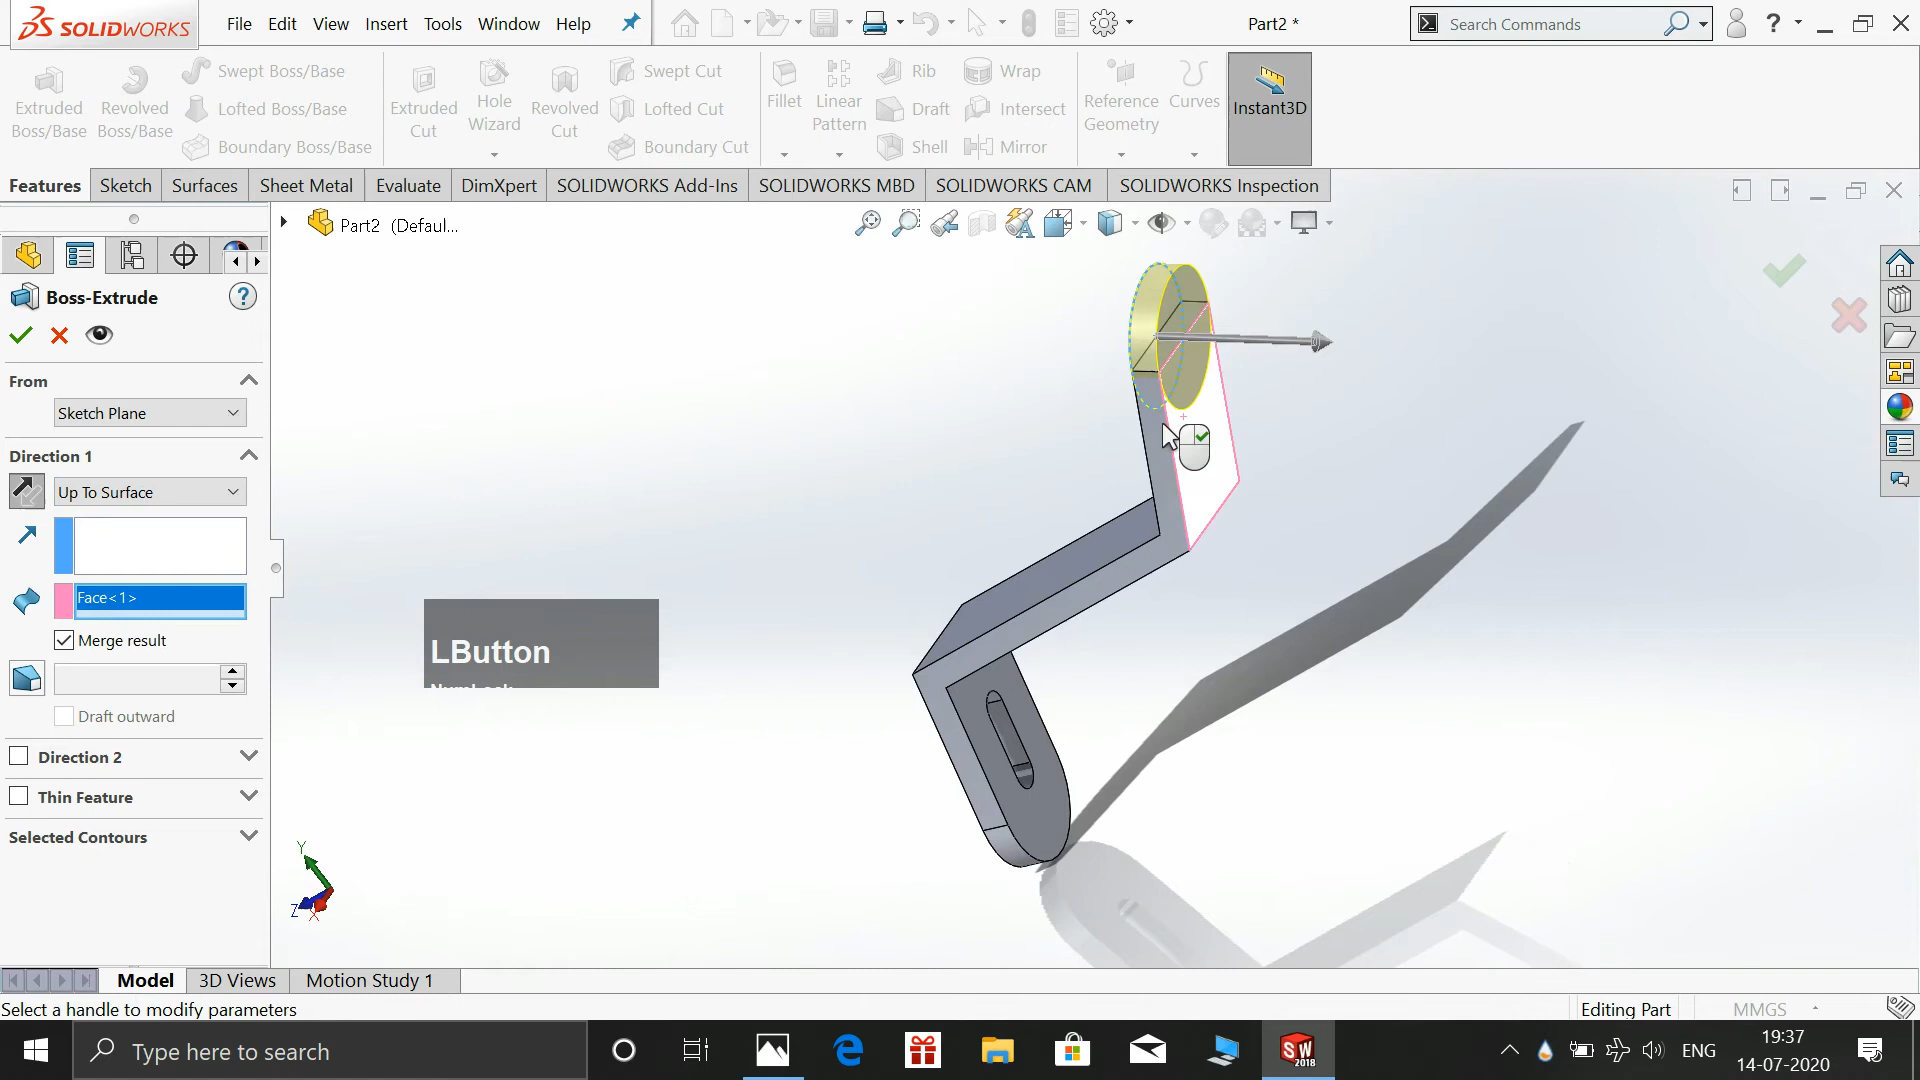 SOLIDWORKS
File Edit View Insert Tools Window Help
Part2 *
Search Commands
Extruded Boss/Base
Revolved Boss/Base
Swept Boss/Base
Lofted Boss/Base
Boundary Boss/Base
Extruded Cut
Hole Wizard
Revolved Cut
Swept Cut
Lofted Cut
Boundary Cut
Fillet
Linear Pattern
Rib
Draft
Shell
Wrap
Intersect
Mirror
Reference Geometry
Curves
Instant3D
Features Sketch Surfaces Sheet Metal Evaluate DimXpert SOLIDWORKS Add-Ins SOLIDWORKS MBD SOLIDWORKS CAM SOLIDWORKS Inspection
Part2 (Defaul...
Boss-Extrude
?
From
Sketch Plane
Direction 1
Up To Surface
Face<1>
Merge result
Draft outward
Direction 2
Thin Feature
Selected Contours
LButton
Y
Z
X
Model 3D Views Motion Study 1
Select a handle to modify parameters
Editing Part
MMGS
Type here to search
SW
2018
ENG
19:37
14-07-2020